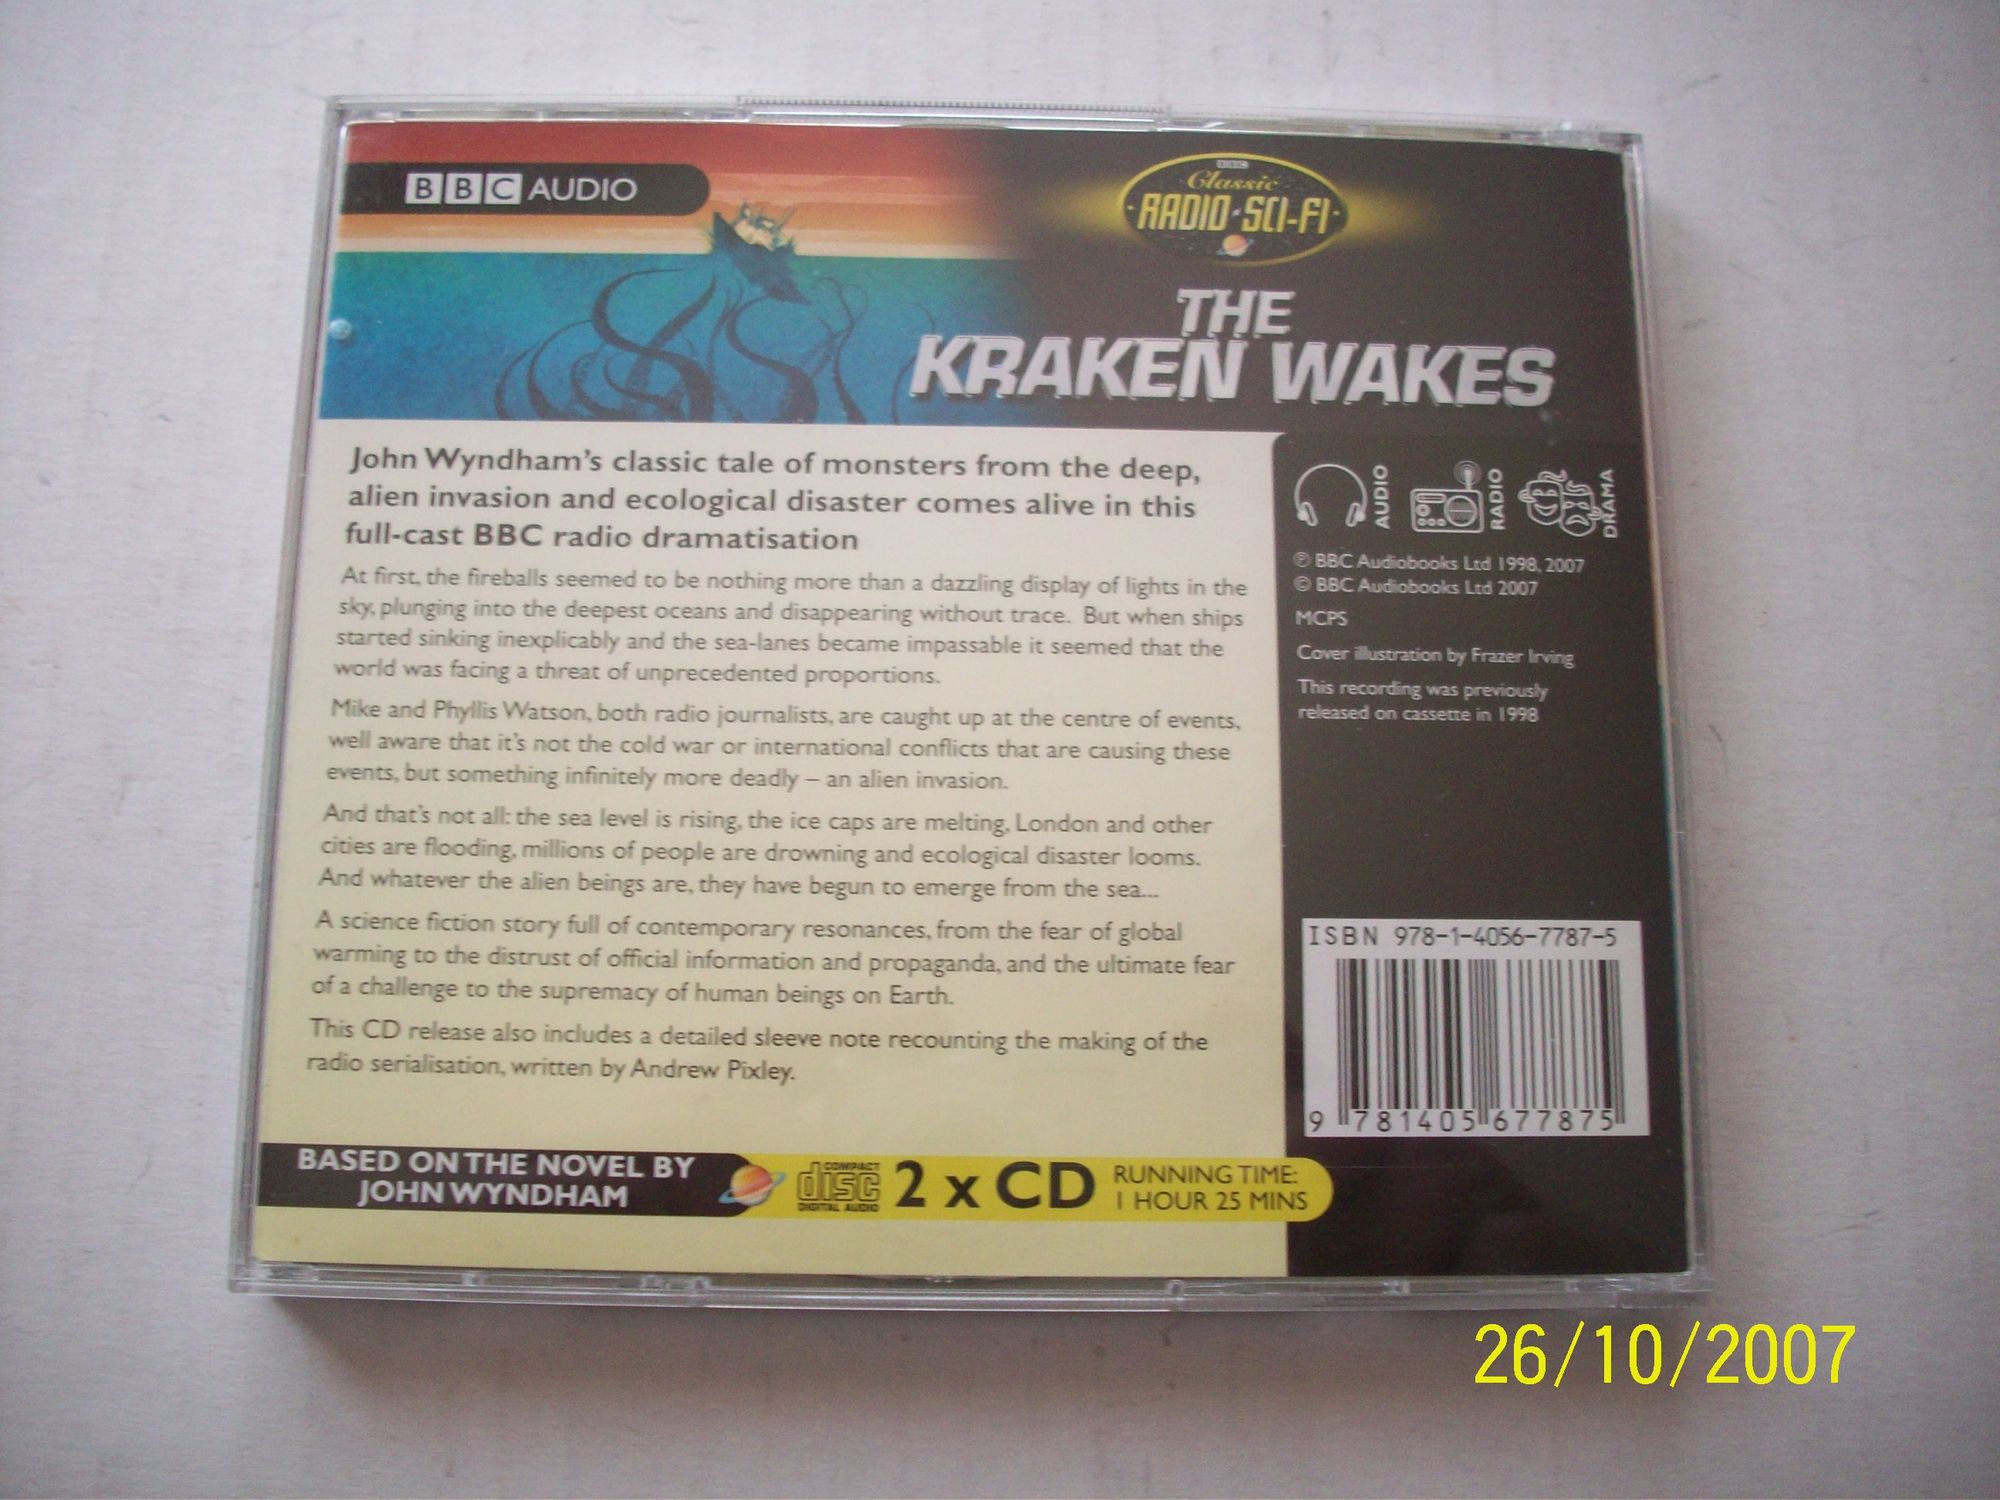 BBC AUDIO
BBC
Classic
RADIO·SCI-FI
THE
KRAKEN WAKES
John Wyndham's classic tale of monsters from the deep,
alien invasion and ecological disaster comes alive in this
full-cast BBC radio dramatisation
At first, the fireballs seemed to be nothing more than a dazzling display of lights in the
sky, plunging into the deepest oceans and disappearing without trace. But when ships
started sinking inexplicably and the sea-lanes became impassable it seemed that the
world was facing a threat of unprecedented proportions.
Mike and Phyllis Watson, both radio journalists, are caught up at the centre of events,
well aware that it's not the cold war or international conflicts that are causing these
events, but something infinitely more deadly – an alien invasion.
And that's not all: the sea level is rising, the ice caps are melting, London and other
cities are flooding, millions of people are drowning and ecological disaster looms.
And whatever the alien beings are, they have begun to emerge from the sea...
A science fiction story full of contemporary resonances, from the fear of global
warming to the distrust of official information and propaganda, and the ultimate fear
of a challenge to the supremacy of human beings on Earth.
This CD release also includes a detailed sleeve note recounting the making of the
radio serialisation, written by Andrew Pixley.
BASED ON THE NOVEL BY
JOHN WYNDHAM
COMPACT
disc
DIGITAL AUDIO
2 x CD
RUNNING TIME:
1 HOUR 25 MINS
AUDIO
RADIO
DRAMA
℗ BBC Audiobooks Ltd 1998, 2007
© BBC Audiobooks Ltd 2007
MCPS
Cover illustration by Frazer Irving
This recording was previously
released on cassette in 1998
ISBN 978-1-4056-7787-5
9 781405 677875
26/10/2007